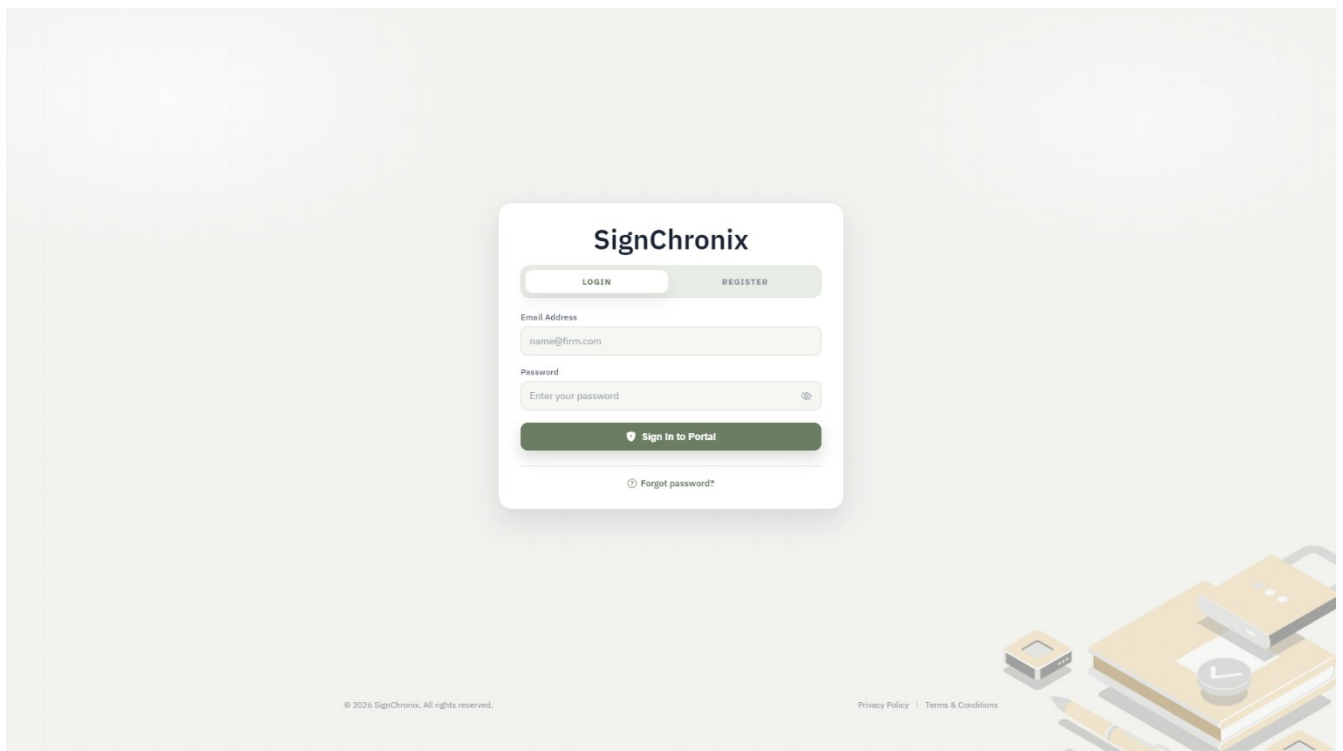 SignChronix
LOGIN
REGISTER
Email Address
name@firm.com
Password
Enter your password
Sign In to Portal
Forgot password?
© 2026 SignChronix. All rights reserved.
Privacy Policy | Terms & Conditions